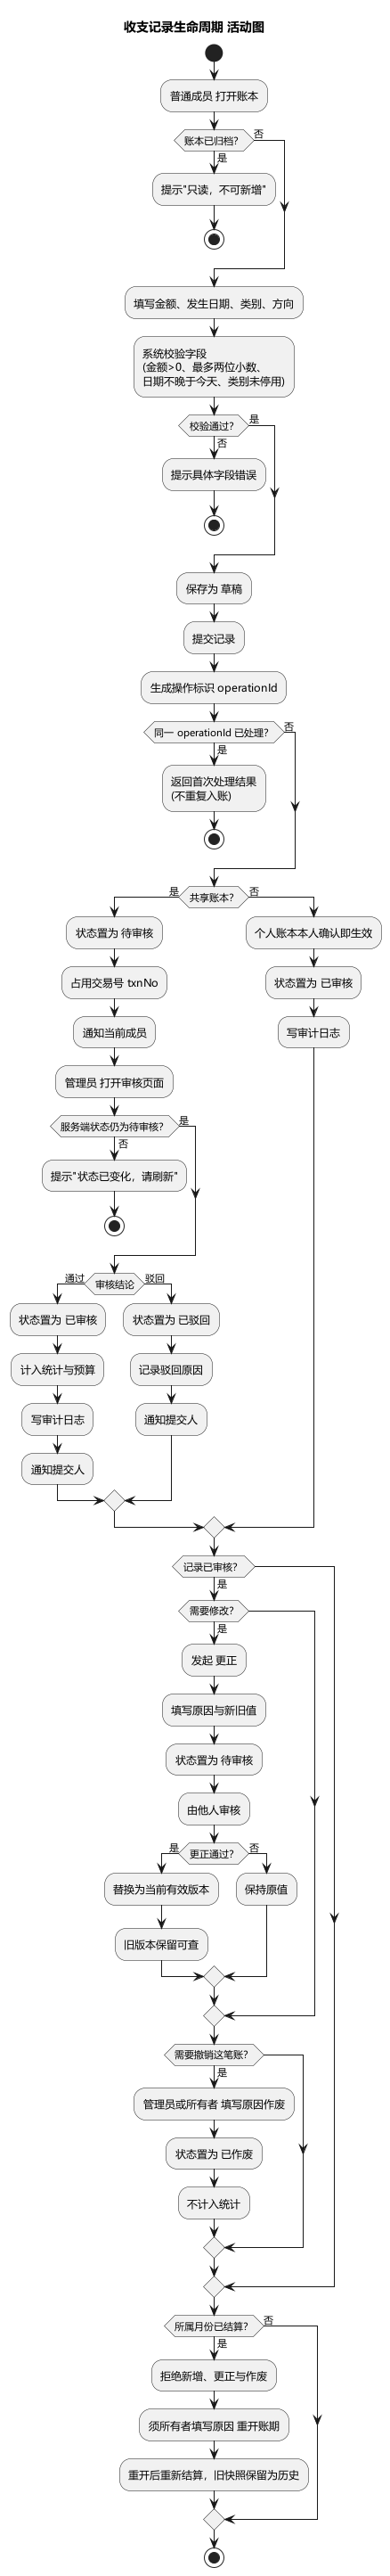 收支记录生命周期 活动图
普通成员 打开账本
账本已归档?
否
是
提示"只读，不可新增"
填写金额、发生日期、类别、方向
系统校验字段
(金额>0、最多两位小数、
日期不晚于今天、类别未停用)
校验通过?
是
否
提示具体字段错误
保存为 草稿
提交记录
生成操作标识 operationId
同一 operationId 已处理?
否
是
返回首次处理结果
(不重复入账)
是
共享账本?
否
状态置为 待审核
个人账本本人确认即生效
占用交易号 txnNo
状态置为 已审核
通知当前成员
写审计日志
管理员 打开审核页面
服务端状态仍为待审核?
是
否
提示"状态已变化，请刷新"
通过
审核结论
驳回
状态置为 已审核
状态置为 已驳回
计入统计与预算
记录驳回原因
写审计日志
通知提交人
通知提交人
记录已审核?
是
需要修改?
是
发起 更正
填写原因与新旧值
状态置为 待审核
由他人审核
是
更正通过?
否
替换为当前有效版本
保持原值
旧版本保留可查
需要撤销这笔账?
是
管理员或所有者 填写原因作废
状态置为 已作废
不计入统计
所属月份已结算?
否
是
拒绝新增、更正与作废
须所有者填写原因 重开账期
重开后重新结算，旧快照保留为历史